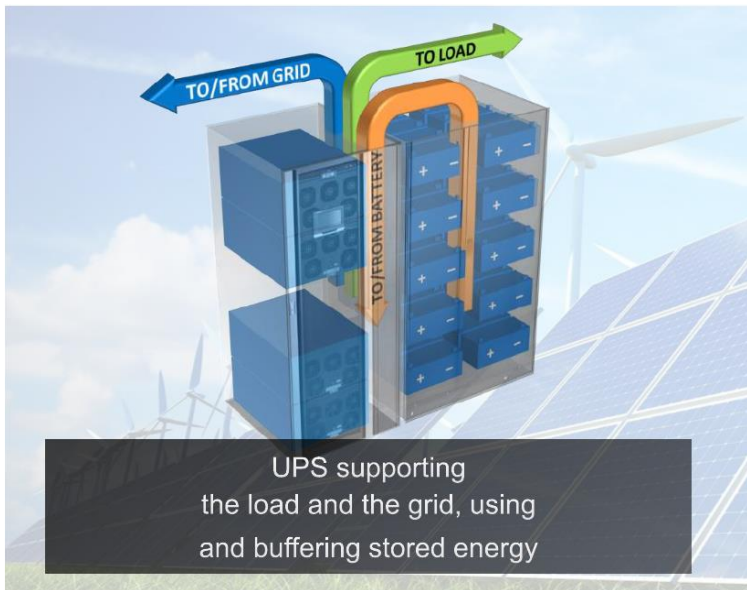 TO/FROM GRID
TO LOAD
TO/FROM BATTERY
+ -
+ -
+ -
+ -
+ -
+ -
+ -
+ -
+ -
+ -
UPS supporting
the load and the grid, using
and buffering stored energy